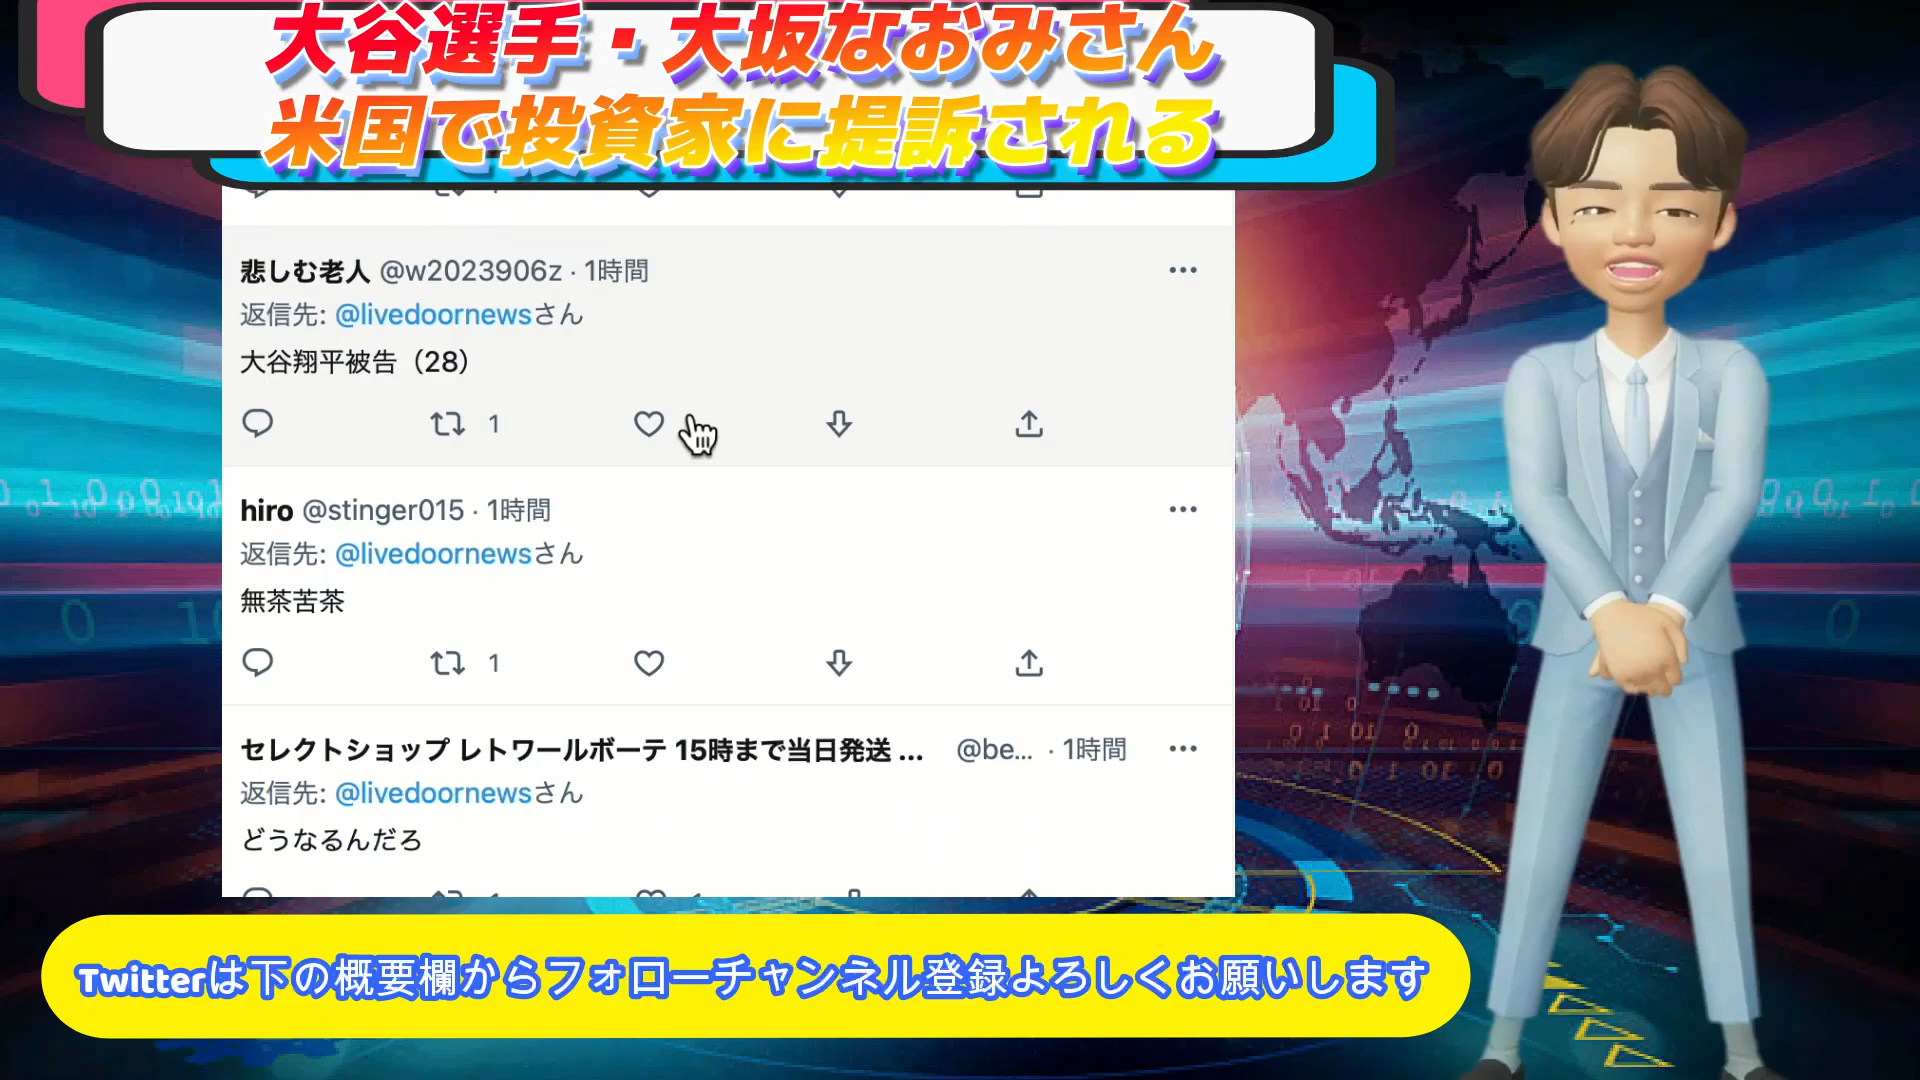 大谷選手・大坂なおみさん
米国で投資家に提訴される
悲しむ老人 @w2023906z · 1時間
返信先: @livedoornewsさん
大谷翔平被告（28）
1
hiro @stinger015 · 1時間
返信先: @livedoornewsさん
無茶苦茶
1
セレクトショップ レトワールボーテ 15時まで当日発送 ... @be... · 1時間
返信先: @livedoornewsさん
どうなるんだろ
Twitterは下の概要欄からフォローチャンネル登録よろしくお願いします